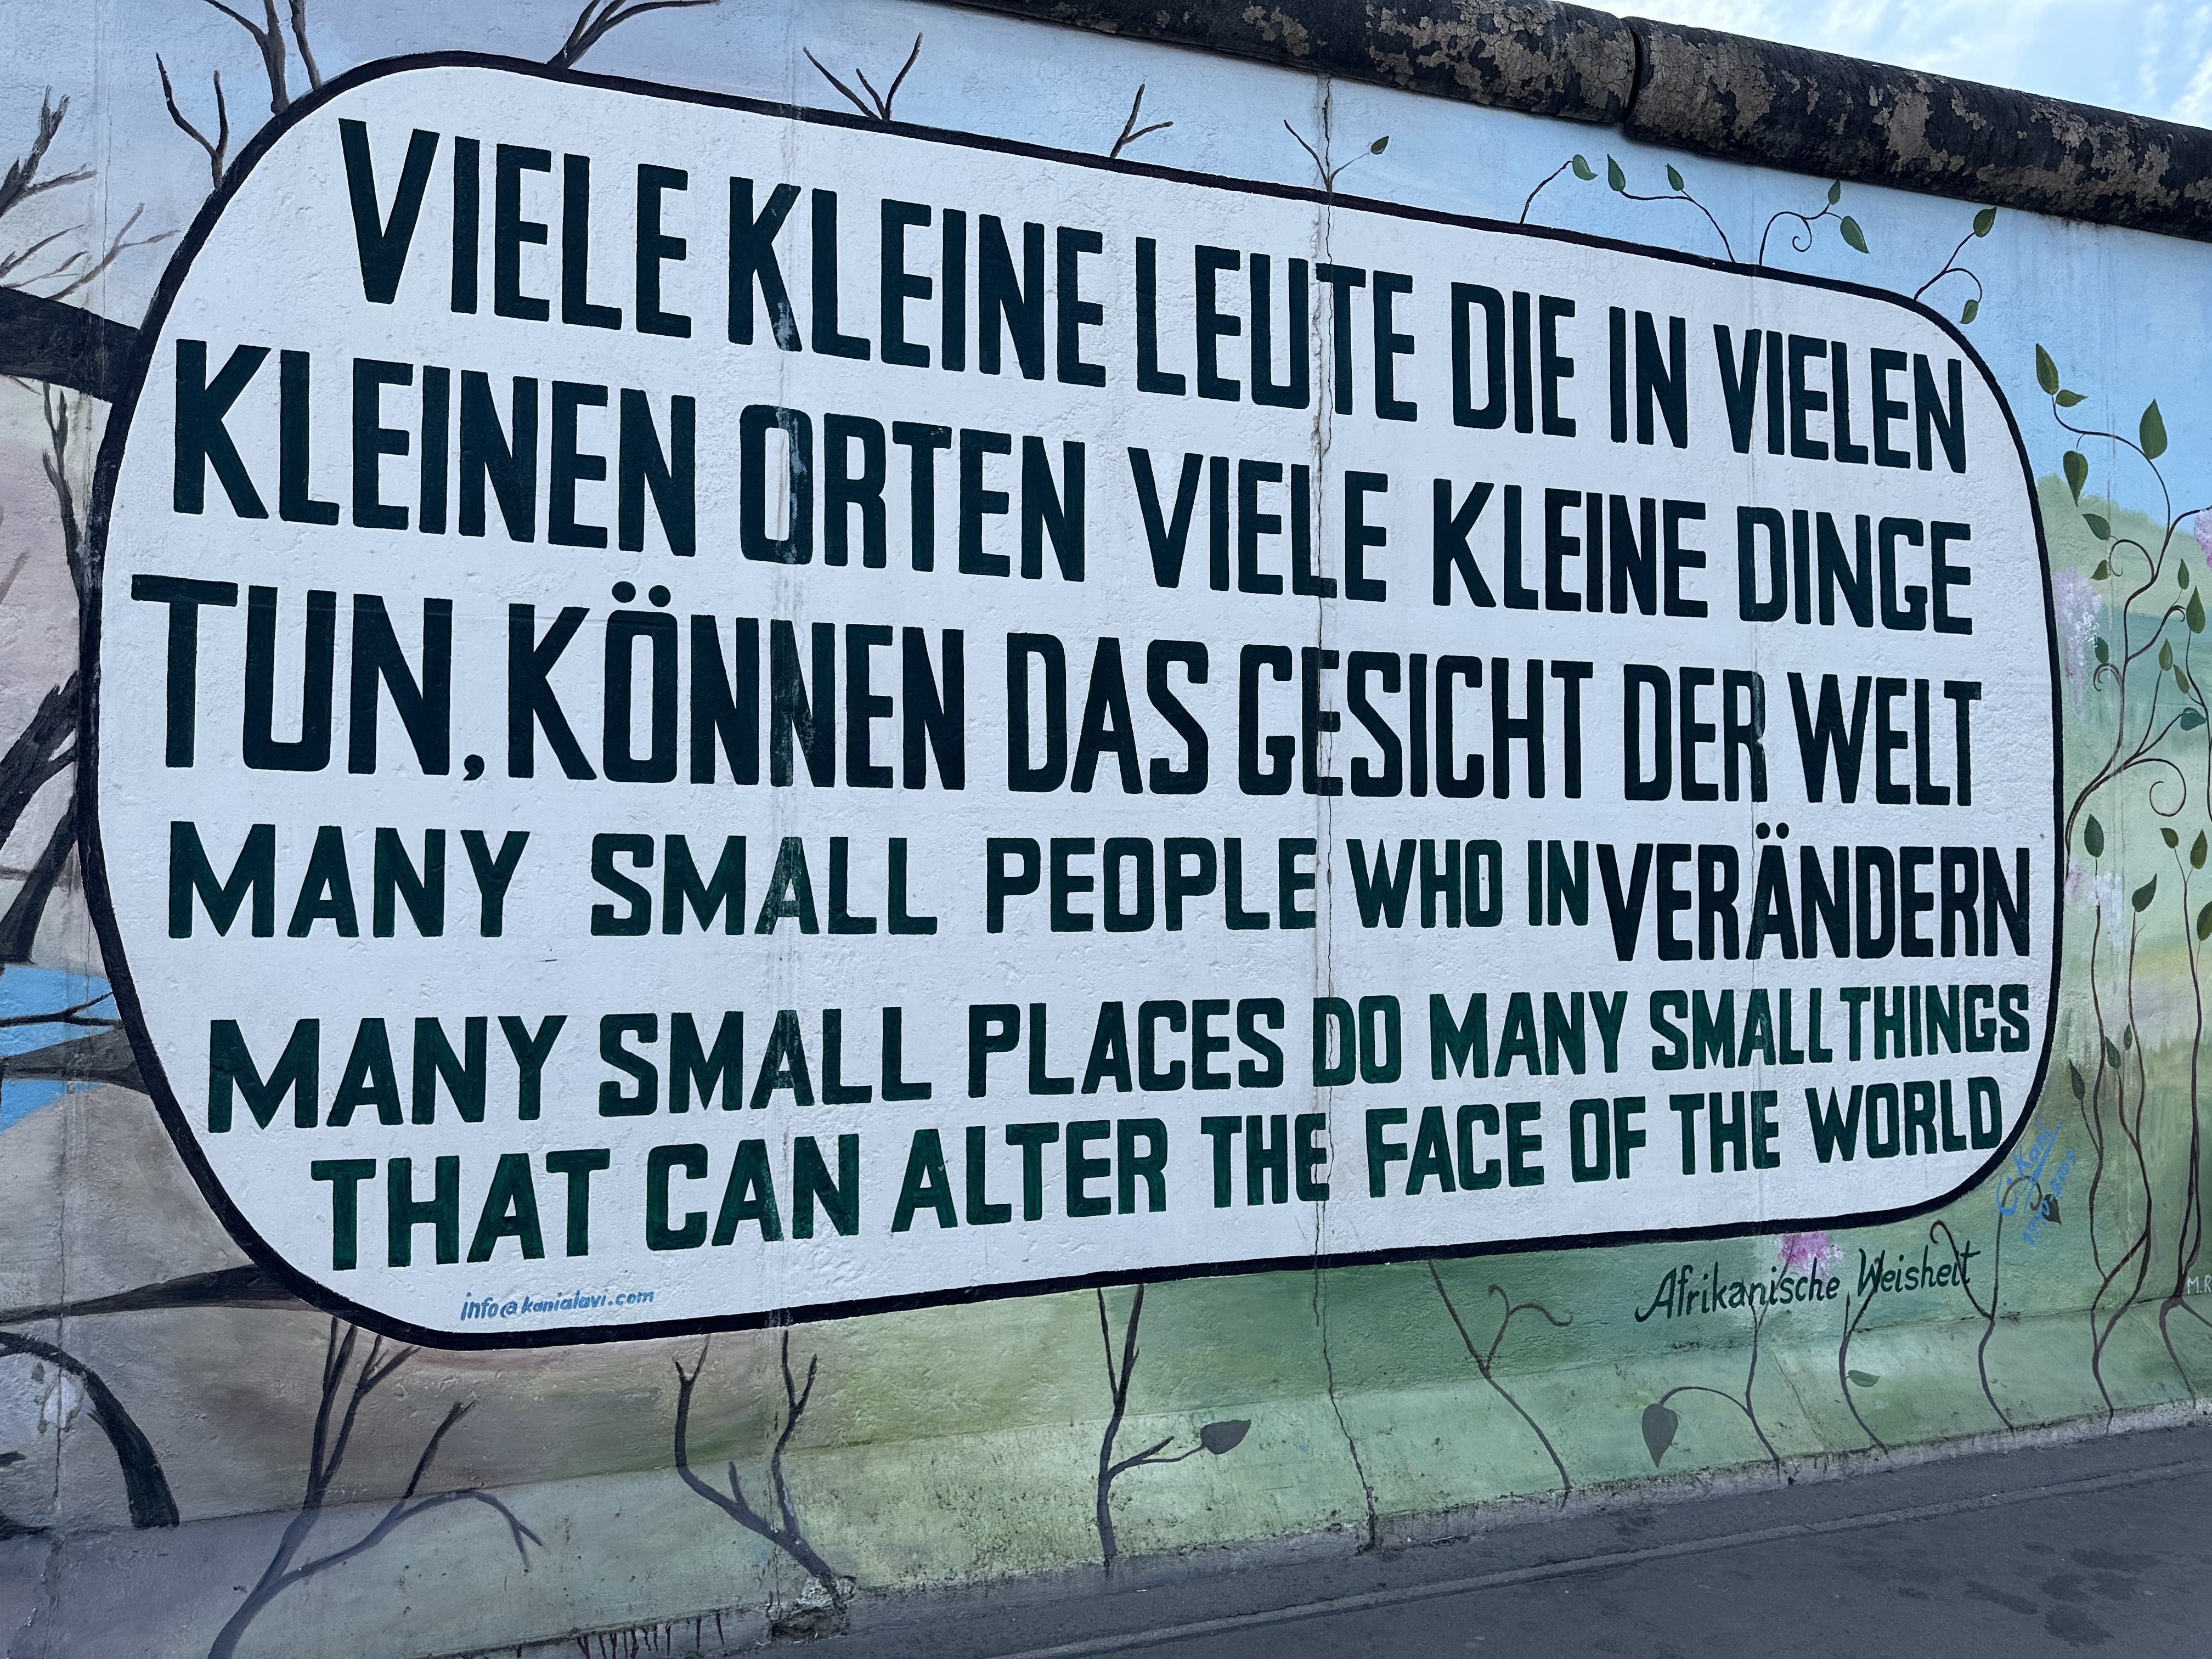 VIELE KLEINE LEUTE DIE IN VIELEN
KLEINEN ORTEN VIELE KLEINE DINGE
TUN, KÖNNEN DAS GESICHT DER WELT
VERÄNDERN
MANY SMALL PEOPLE WHO IN
MANY SMALL PLACES DO MANY SMALL THINGS
THAT CAN ALTER THE FACE OF THE WORLD
info@kanialavi.com
Kani
Afrikanische Weisheit